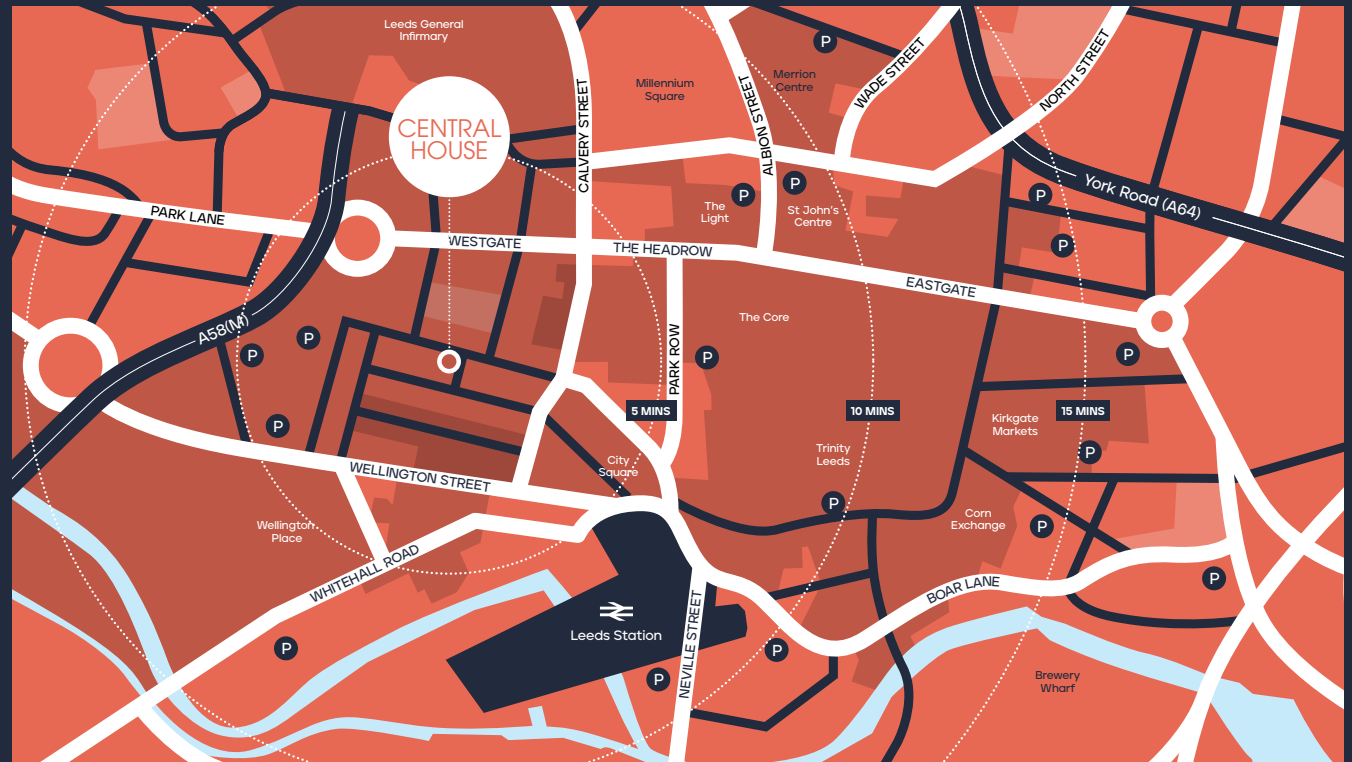 Leeds General
Infirmary
CENTRAL
HOUSE
Millennium
Square
Merrion
Centre
P
WADE STREET
NORTH STREET
CALVERY STREET
ALBION STREET
York Road (A64)
PARK LANE
The
Light
P
P
St John's
Centre
P
P
WESTGATE
THE HEADROW
EASTGATE
A58(M)
P
P
The Core
PARK ROW
P
P
5 MINS
10 MINS
15 MINS
P
Kirkgate
Markets
P
Trinity
Leeds
City
Square
WELLINGTON STREET
P
Wellington
Place
Corn
Exchange
P
WHITEHALL ROAD
BOAR LANE
P
Leeds Station
NEVILLE STREET
P
P
P
Brewery
Wharf